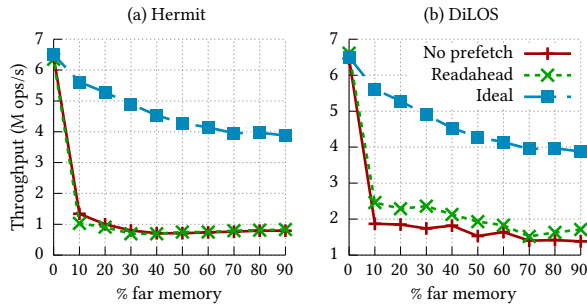 (a) Hermit
Throughput (M ops/s)
7
6
5
4
3
2
1
0
0 10 20 30 40 50 60 70 80 90
% far memory
(b) DiLOS
No prefetch
Readahead
Ideal
7
6
5
4
3
2
1
0 10 20 30 40 50 60 70 80 90
% far memory